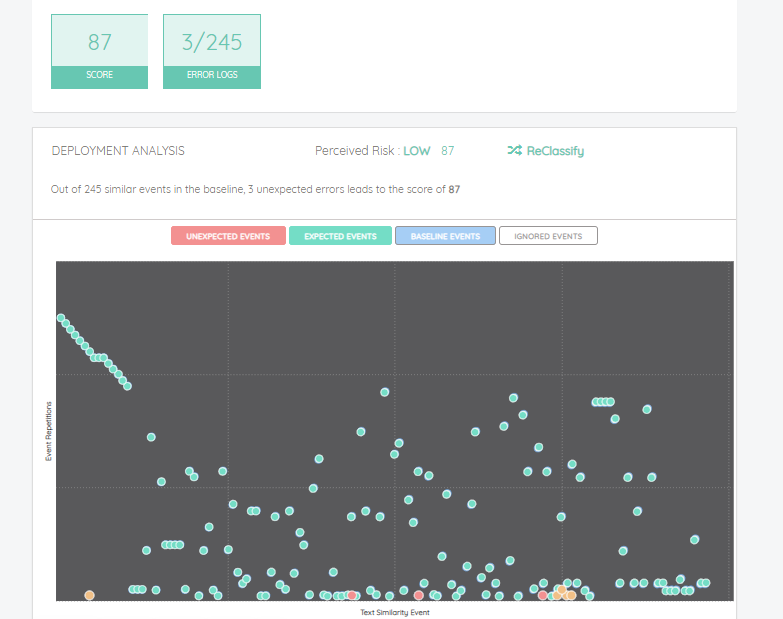 87
SCORE
3/245
ERROR LOGS
DEPLOYMENT ANALYSIS
Perceived Risk : LOW 87
ReClassify
Out of 245 similar events in the baseline, 3 unexpected errors leads to the score of 87
UNEXPECTED EVENTS
EXPECTED EVENTS
BASELINE EVENTS
IGNORED EVENTS
Event Repetitions
Text Similarity Event